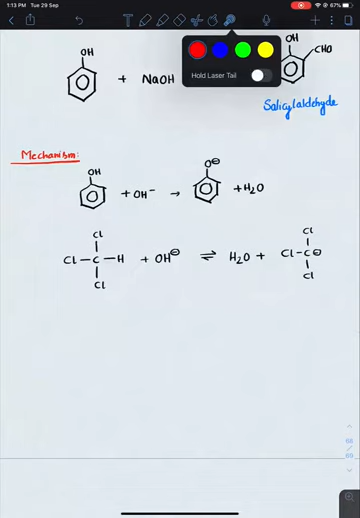 1:13 PM Tue 29 Sep
67%
OH
OH
CHO
+ NaOH
Hold Laser Tail
Salicylaldehyde
Mechanism:
OH
O⊖
+ OH⁻ → + H₂O
Cl
Cl
Cl—C—H + OH⊖ ⇌ H₂O + Cl—C⊖
Cl
Cl
66
69